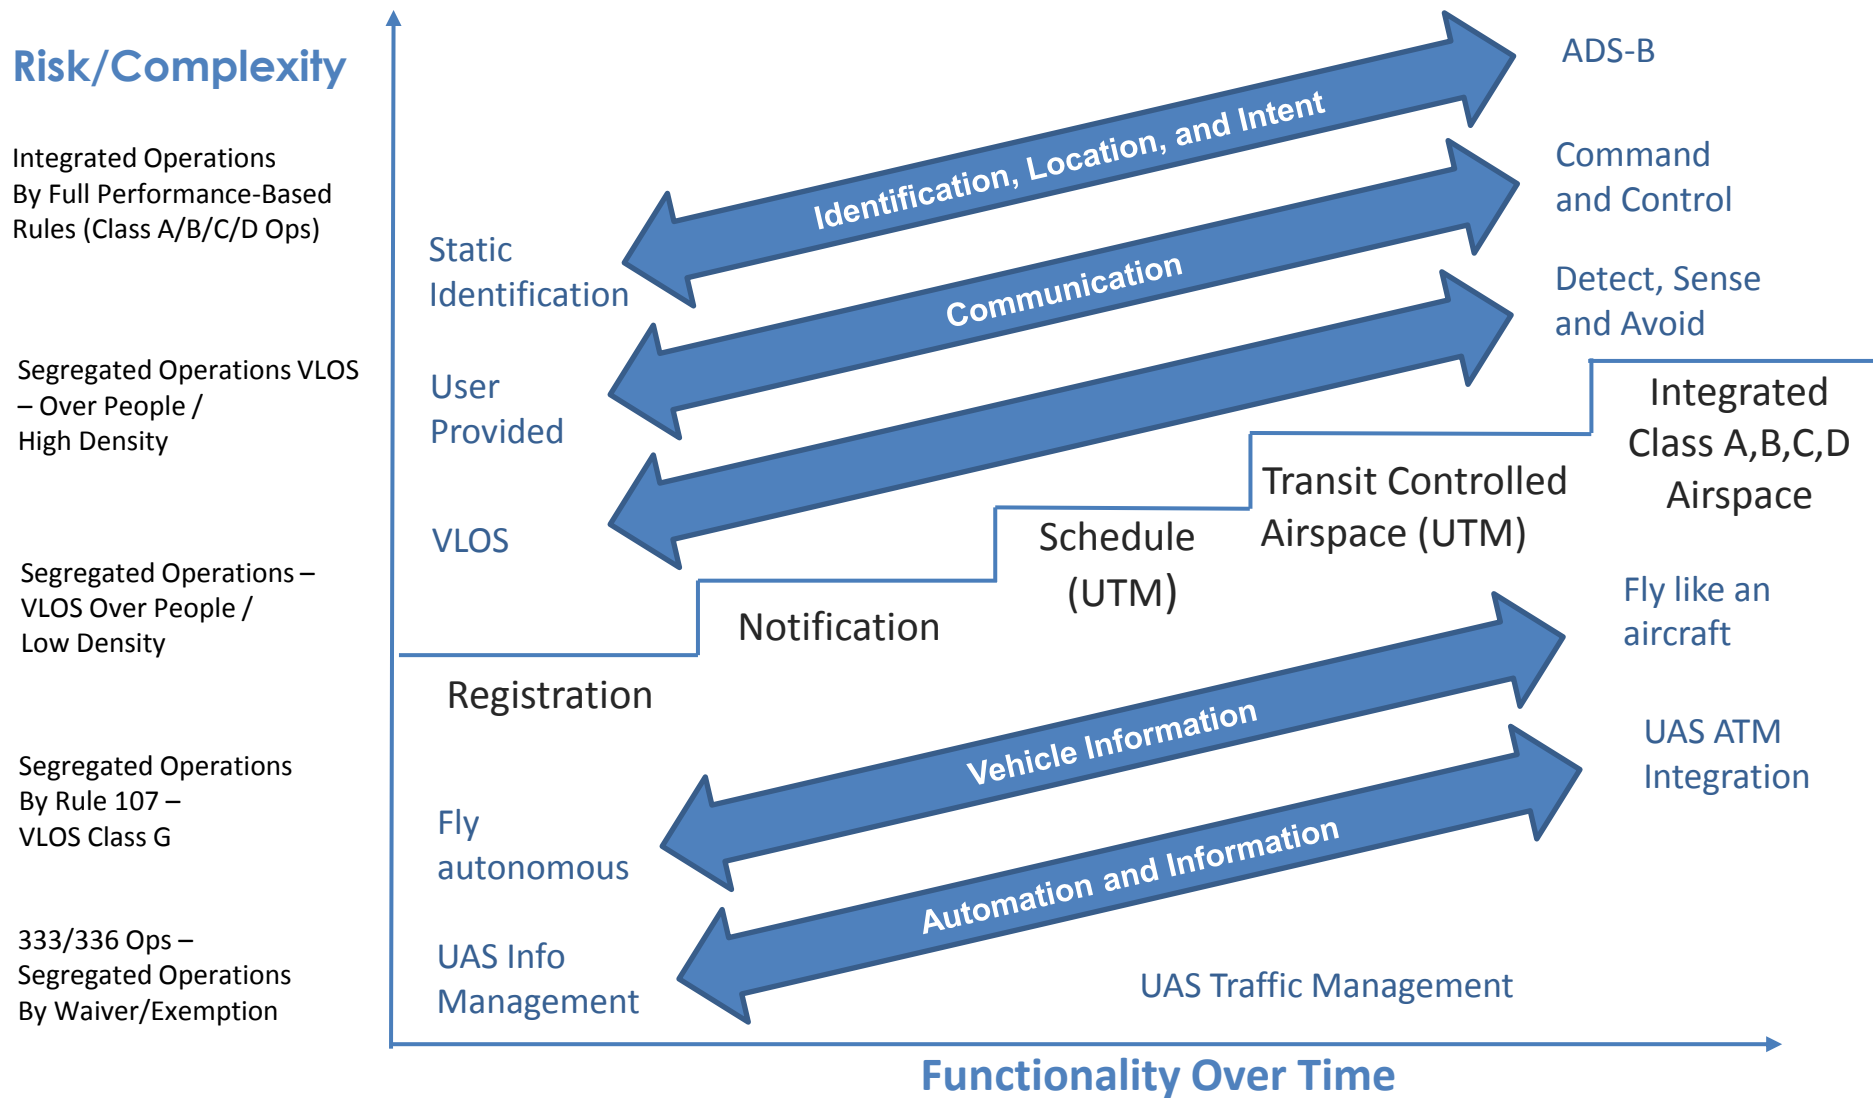 Risk/Complexity
Integrated Operations
By Full Performance-Based
Rules (Class A/B/C/D Ops)
Segregated Operations VLOS
– Over People /
High Density
Segregated Operations –
VLOS Over People /
Low Density
Segregated Operations
By Rule 107 –
VLOS Class G
333/336 Ops –
Segregated Operations
By Waiver/Exemption
Static
Identification
Identification, Location, and Intent
ADS-B
User
Provided
Communication
Command
and Control
VLOS
Detect, Sense
and Avoid
Registration
Notification
Schedule
(UTM)
Transit Controlled
Airspace (UTM)
Integrated
Class A,B,C,D
Airspace
Fly
autonomous
Vehicle Information
Fly like an
aircraft
UAS Info
Management
Automation and Information
UAS ATM
Integration
UAS Traffic Management
Functionality Over Time